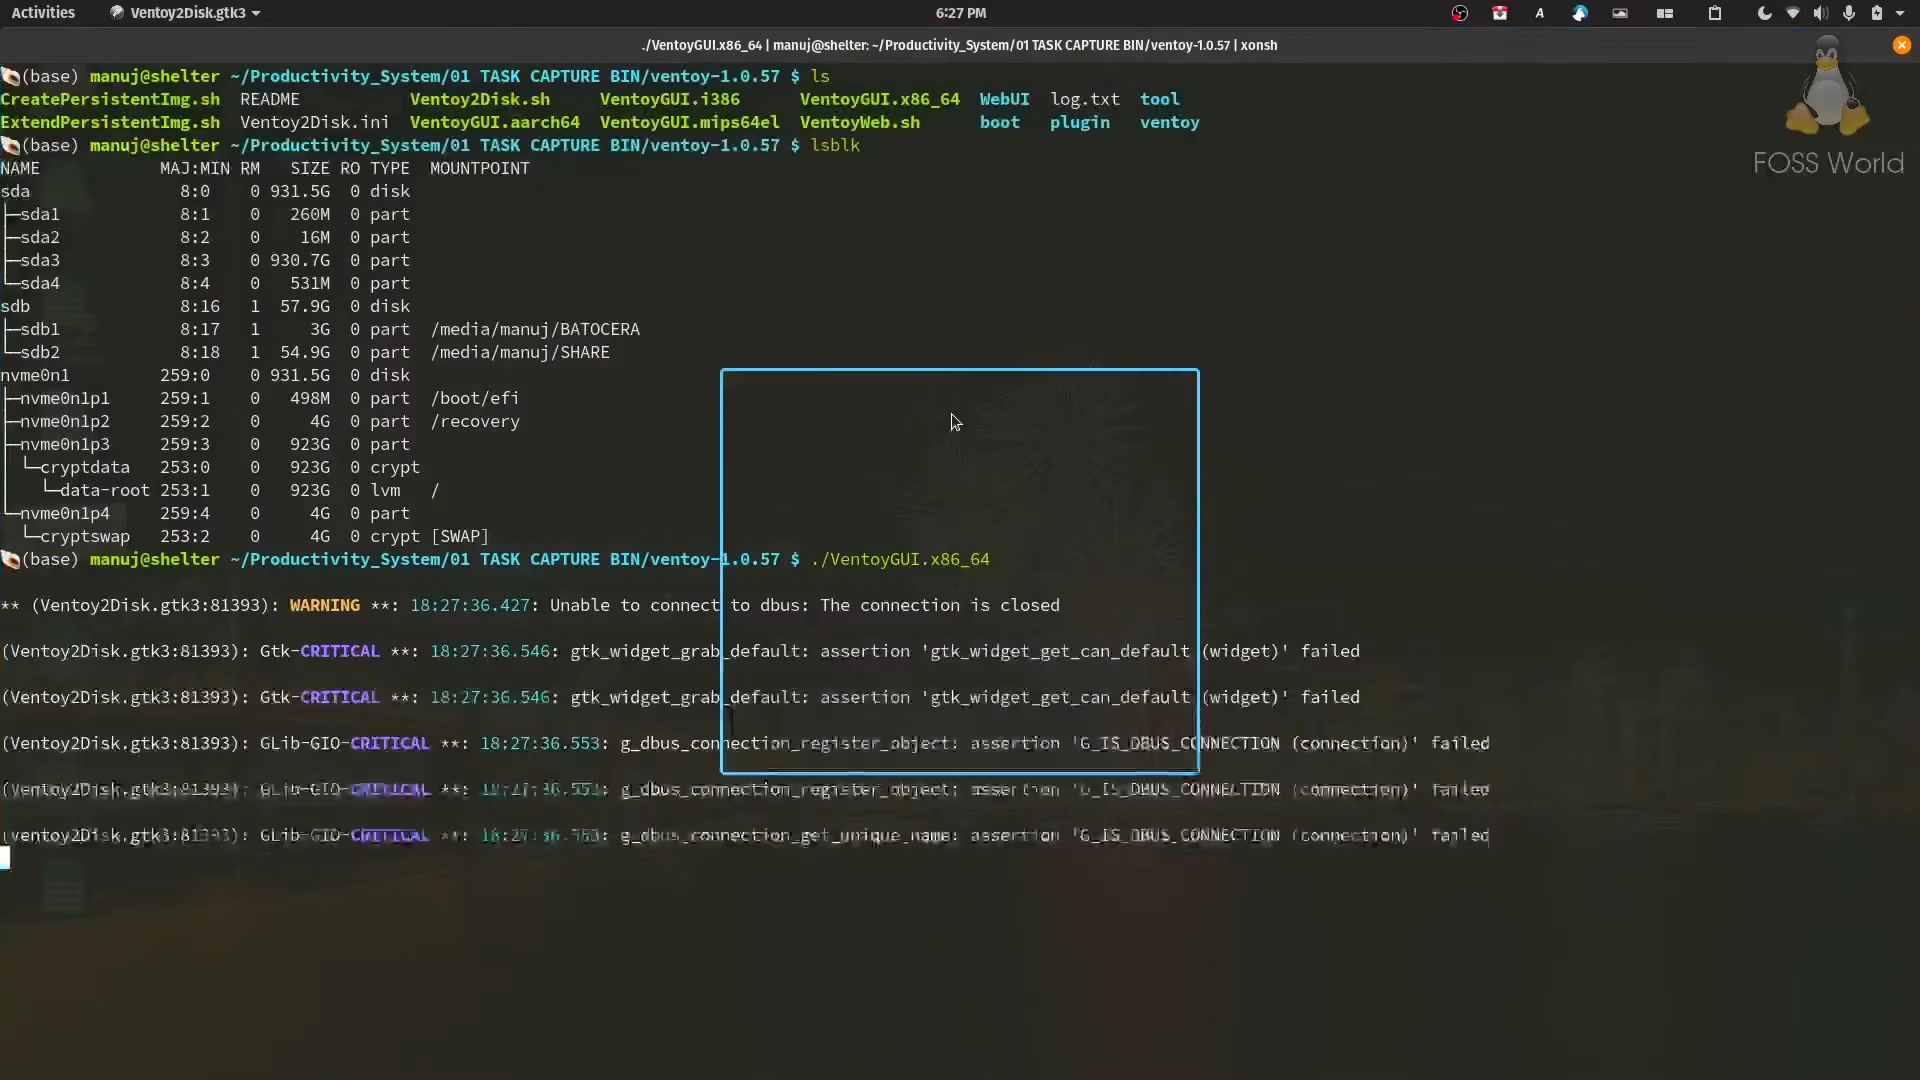 Activities Ventoy2Disk.gtk3 6:27 PM A
./VentoyGUI.x86_64 | manuj@shelter: ~/Productivity_System/01 TASK CAPTURE BIN/ventoy-1.0.57 | xonsh
(base) manuj@shelter ~/Productivity_System/01 TASK CAPTURE BIN/ventoy-1.0.57 $ ls
CreatePersistentImg.sh README Ventoy2Disk.sh VentoyGUI.i386 VentoyGUI.x86_64 WebUI log.txt tool
ExtendPersistentImg.sh Ventoy2Disk.ini VentoyGUI.aarch64 VentoyGUI.mips64el VentoyWeb.sh boot plugin ventoy
(base) manuj@shelter ~/Productivity_System/01 TASK CAPTURE BIN/ventoy-1.0.57 $ lsblk
FOSS World
NAME MAJ:MIN RM SIZE RO TYPE MOUNTPOINT
sda 8:0 0 931.5G 0 disk
├─sda1 8:1 0 260M 0 part
├─sda2 8:2 0 16M 0 part
├─sda3 8:3 0 930.7G 0 part
└─sda4 8:4 0 531M 0 part
sdb 8:16 1 57.9G 0 disk
├─sdb1 8:17 1 3G 0 part /media/manuj/BATOCERA
└─sdb2 8:18 1 54.9G 0 part /media/manuj/SHARE
nvme0n1 259:0 0 931.5G 0 disk
├─nvme0n1p1 259:1 0 498M 0 part /boot/efi
├─nvme0n1p2 259:2 0 4G 0 part /recovery
├─nvme0n1p3 259:3 0 923G 0 part
│ └─cryptdata 253:0 0 923G 0 crypt
│   └─data-root 253:1 0 923G 0 lvm /
└─nvme0n1p4 259:4 0 4G 0 part
  └─cryptswap 253:2 0 4G 0 crypt [SWAP]
(base) manuj@shelter ~/Productivity_System/01 TASK CAPTURE BIN/ventoy-1.0.57 $ ./VentoyGUI.x86_64
** (Ventoy2Disk.gtk3:81393): WARNING **: 18:27:36.427: Unable to connect to dbus: The connection is closed
(Ventoy2Disk.gtk3:81393): Gtk-CRITICAL **: 18:27:36.546: gtk_widget_grab_default: assertion 'gtk_widget_get_can_default (widget)' failed
(Ventoy2Disk.gtk3:81393): Gtk-CRITICAL **: 18:27:36.546: gtk_widget_grab_default: assertion 'gtk_widget_get_can_default (widget)' failed
(Ventoy2Disk.gtk3:81393): GLib-GIO-CRITICAL **: 18:27:36.553: g_dbus_connection_register_object: assertion 'G_IS_DBUS_CONNECTION (connection)' failed
(Ventoy2Disk.gtk3:81393): GLib-GIO-CRITICAL **: 18:27:36.553: g_dbus_connection_register_object: assertion 'G_IS_DBUS_CONNECTION (connection)' failed
(Ventoy2Disk.gtk3:81393): GLib-GIO-CRITICAL **: 18:27:36.553: g_dbus_connection_get_unique_name: assertion 'G_IS_DBUS_CONNECTION (connection)' failed